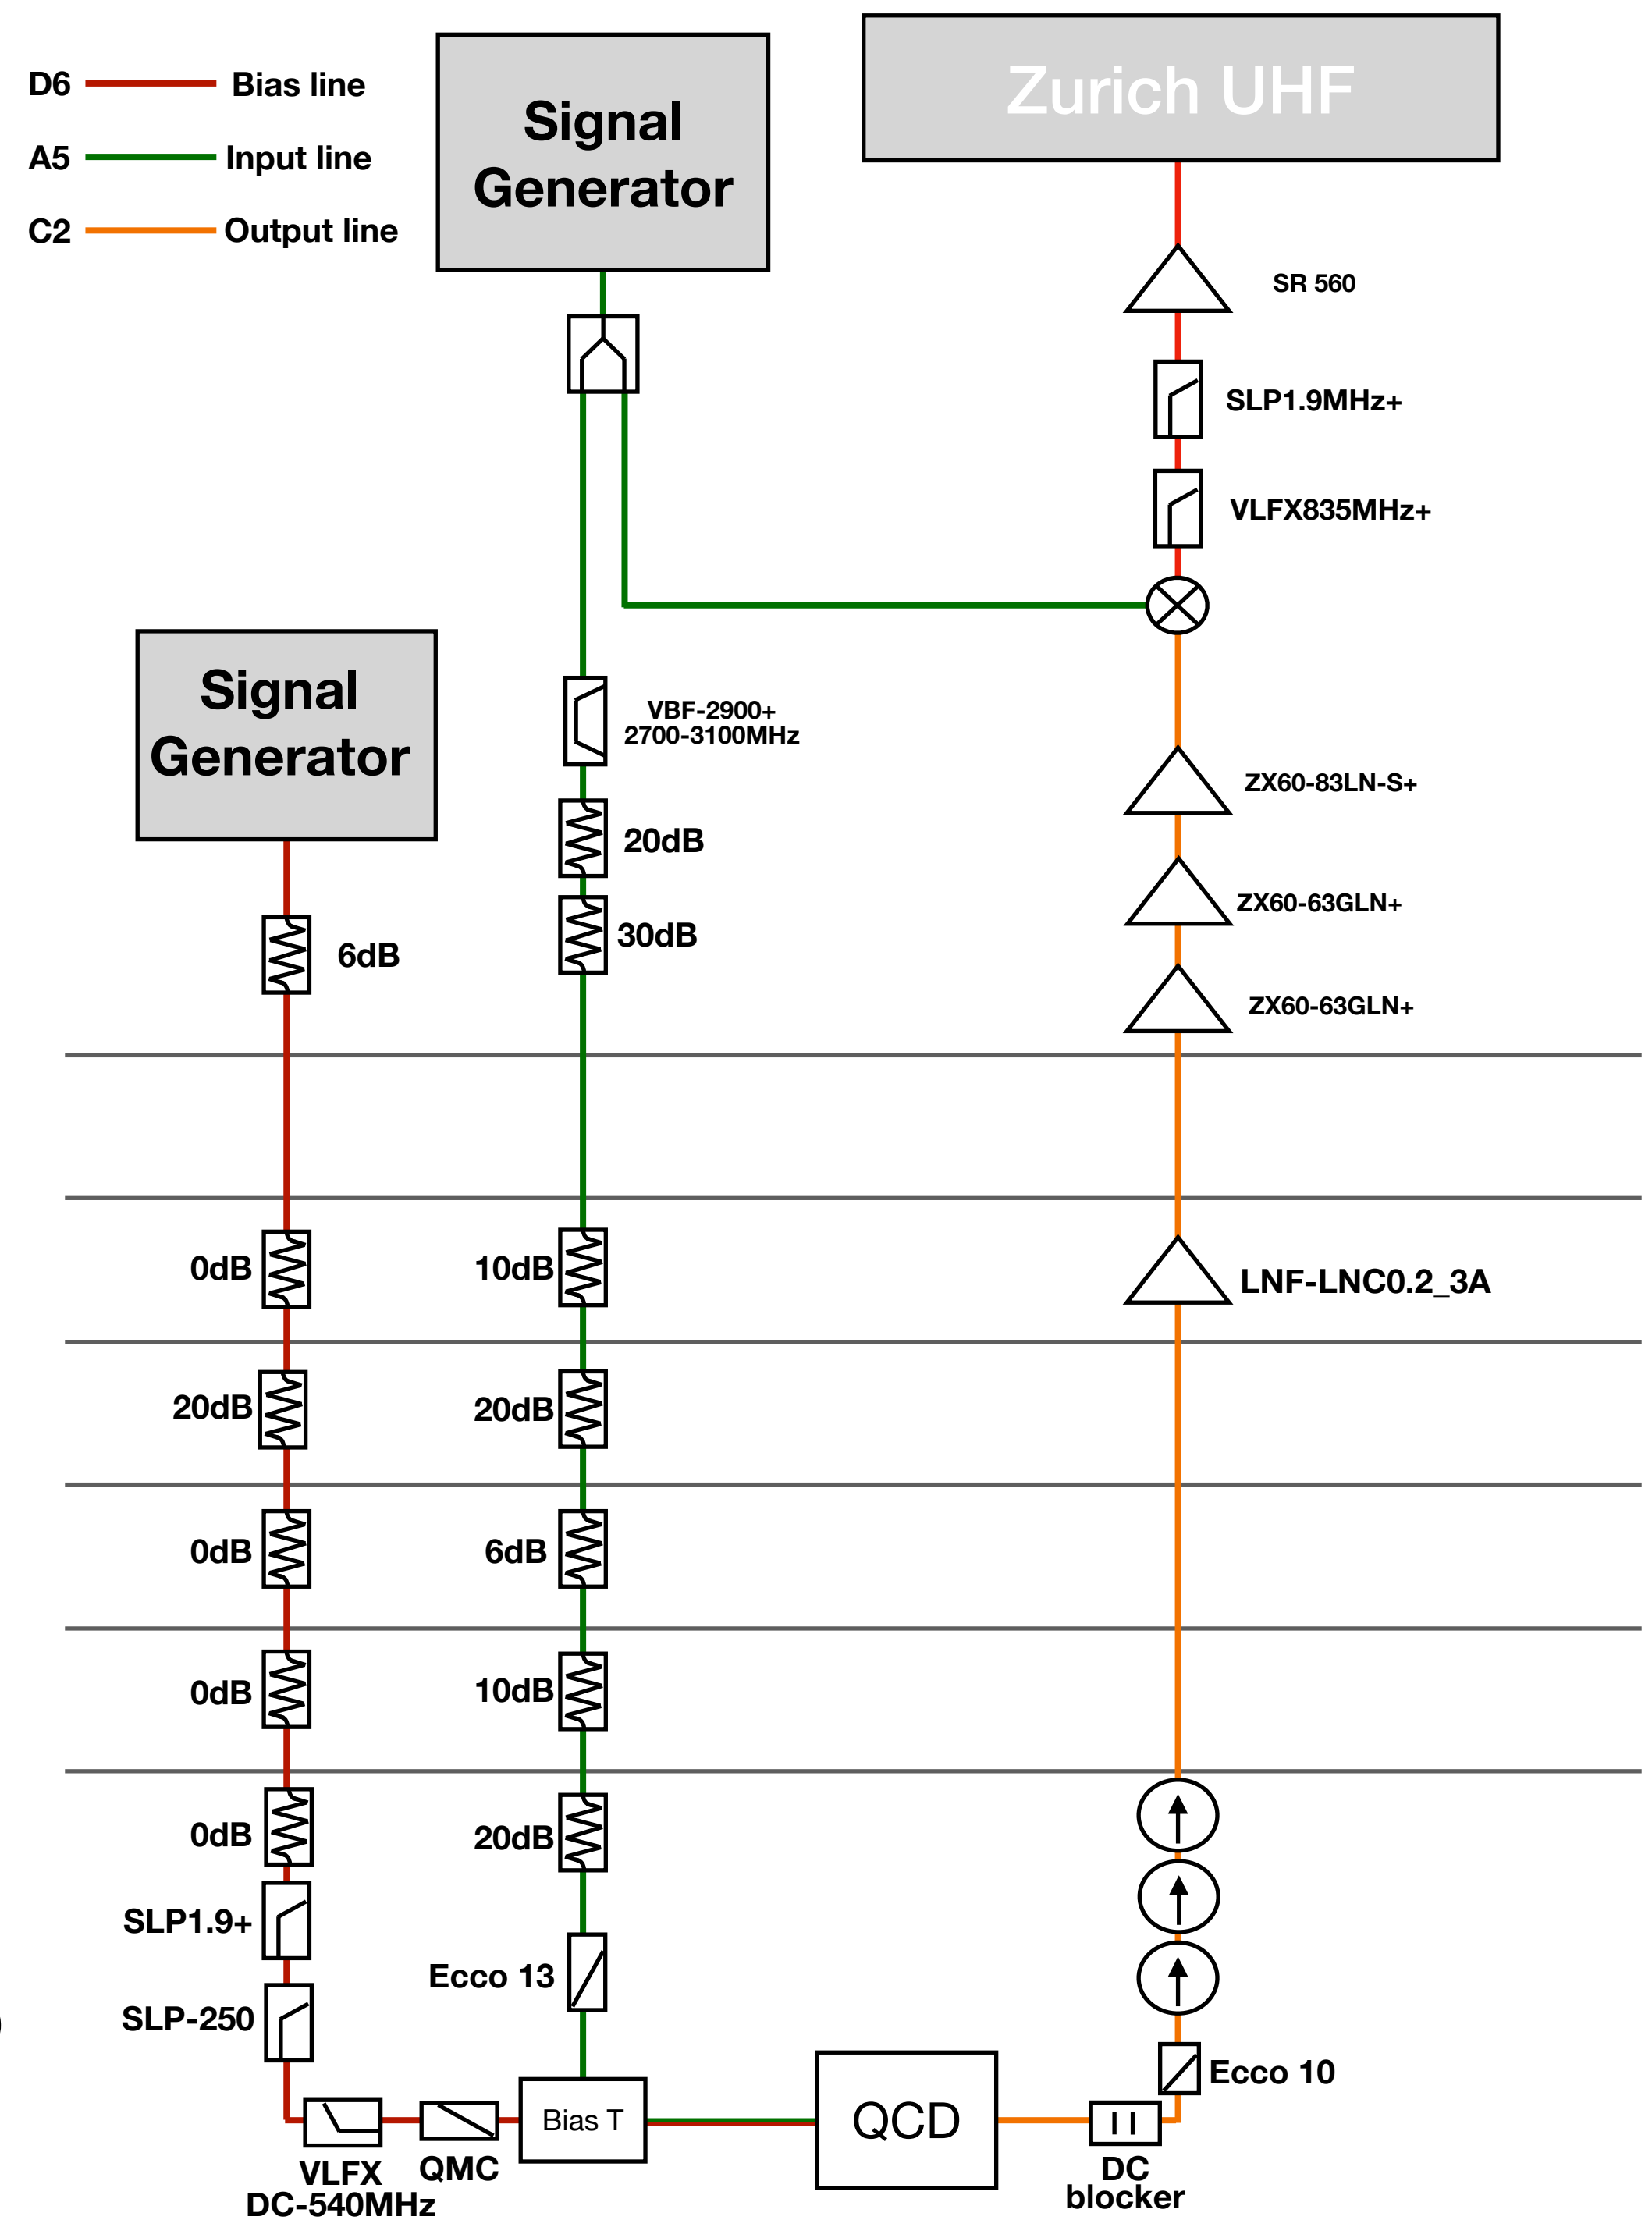 D6 Bias line
A5 Input line
C2 Output line
Signal
Generator
Zurich UHF
SR 560
SLP1.9MHz+
VLFX835MHz+
Signal
Generator
VBF-2900+
2700-3100MHz
ZX60-83LN-S+
20dB
ZX60-63GLN+
30dB
6dB
ZX60-63GLN+
0dB
10dB
LNF-LNC0.2_3A
20dB
20dB
0dB
6dB
0dB
10dB
0dB
20dB
SLP1.9+
Ecco 13
SLP-250
Ecco 10
Bias T
QCD
VLFX
DC-540MHz
QMC
DC
blocker